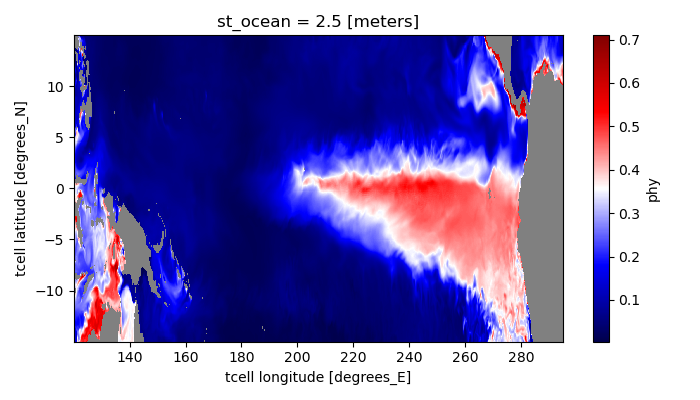 st_ocean = 2.5 [meters]
tcell latitude [degrees_N]
10
5
0
−5
−10
140 160 180 200 220 240 260 280
tcell longitude [degrees_E]
0.7
0.6
0.5
0.4
0.3
0.2
0.1
phy